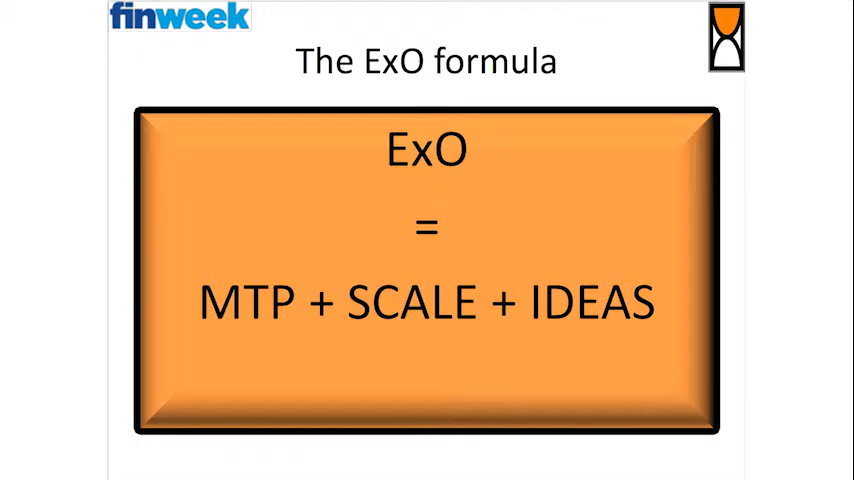 finweek
The ExO formula
ExO
=
MTP + SCALE + IDEAS